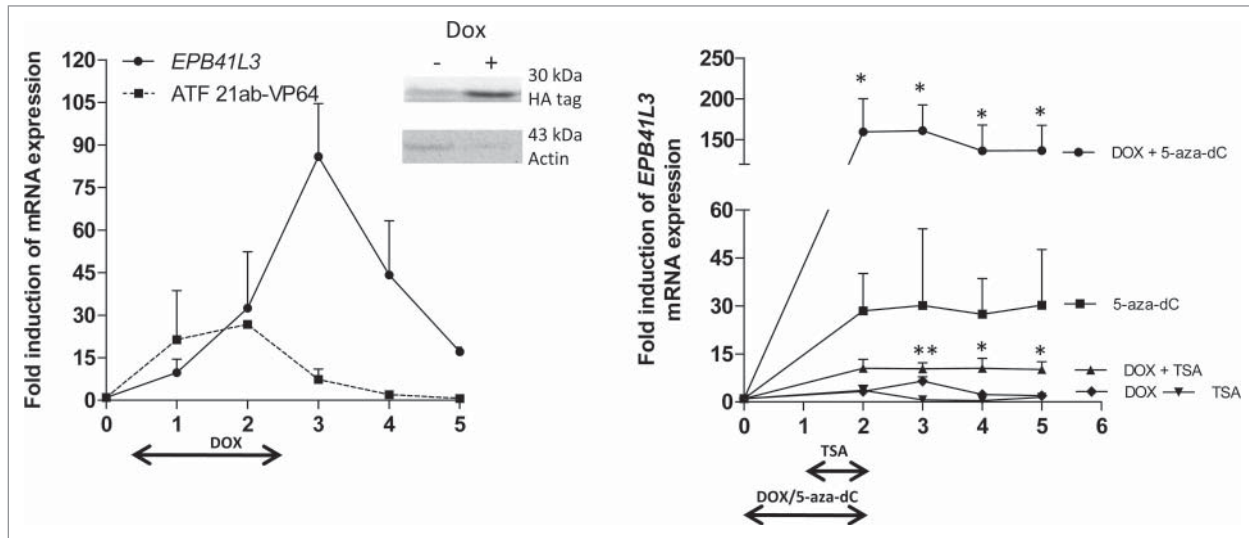 Fold induction of mRNA expression
120
105
90
75
60
45
30
15
0
EPB41L3
ATF 21ab-VP64
Dox
- +
30 kDa
HA tag
43 kDa
Actin
0 1 2 3 4 5
DOX
Fold induction of EPB41L3
mRNA expression
250
200
150
60
45
30
15
0
* * * *
DOX + 5-aza-dC
5-aza-dC
** * *
DOX + TSA
DOX TSA
0 1 2 3 4 5 6
TSA
DOX/5-aza-dC